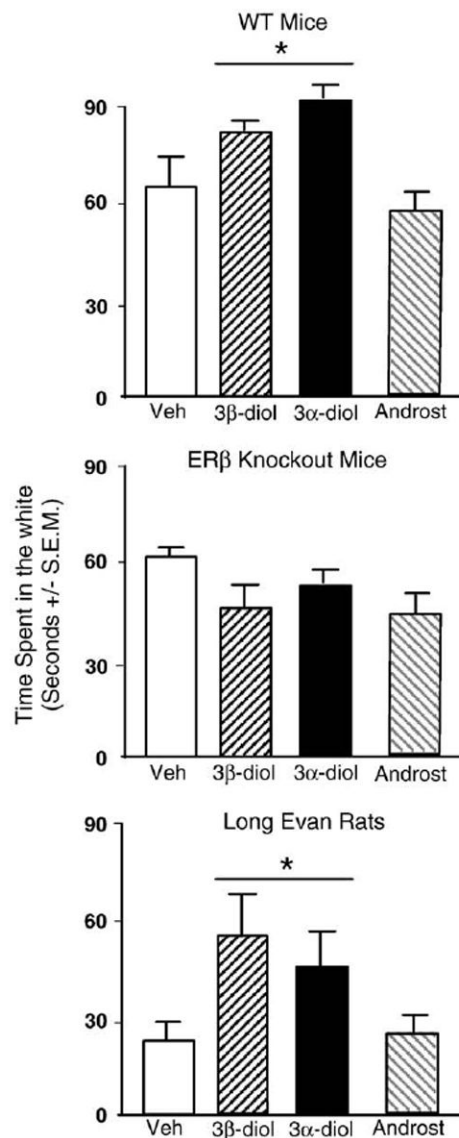 WT Mice
*
90
60
30
0
Veh 3β-diol 3α-diol Androst
ERβ Knockout Mice
90
60
30
0
Veh 3β-diol 3α-diol Androst
Time Spent in the white
(Seconds +/- S.E.M.)
Long Evan Rats
*
90
60
30
0
Veh 3β-diol 3α-diol Androst